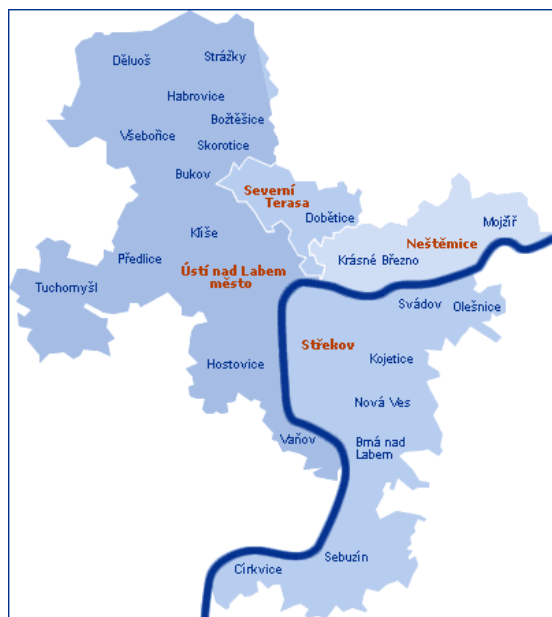 Děluoš
Strážky
Habrovice
Božtěšice
Všebořice
Skorotice
Bukov
Severní
Terasa
Dobětice
Mojžíř
Klíše
Neštěmice
Předlice
Krásné Březno
Ústí nad Labem
město
Tuchomyšl
Svádov
Olešnice
Střekov
Kojetice
Hostovice
Nová Ves
Vaňov
Brná nad
Labem
Sebuzín
Církvice